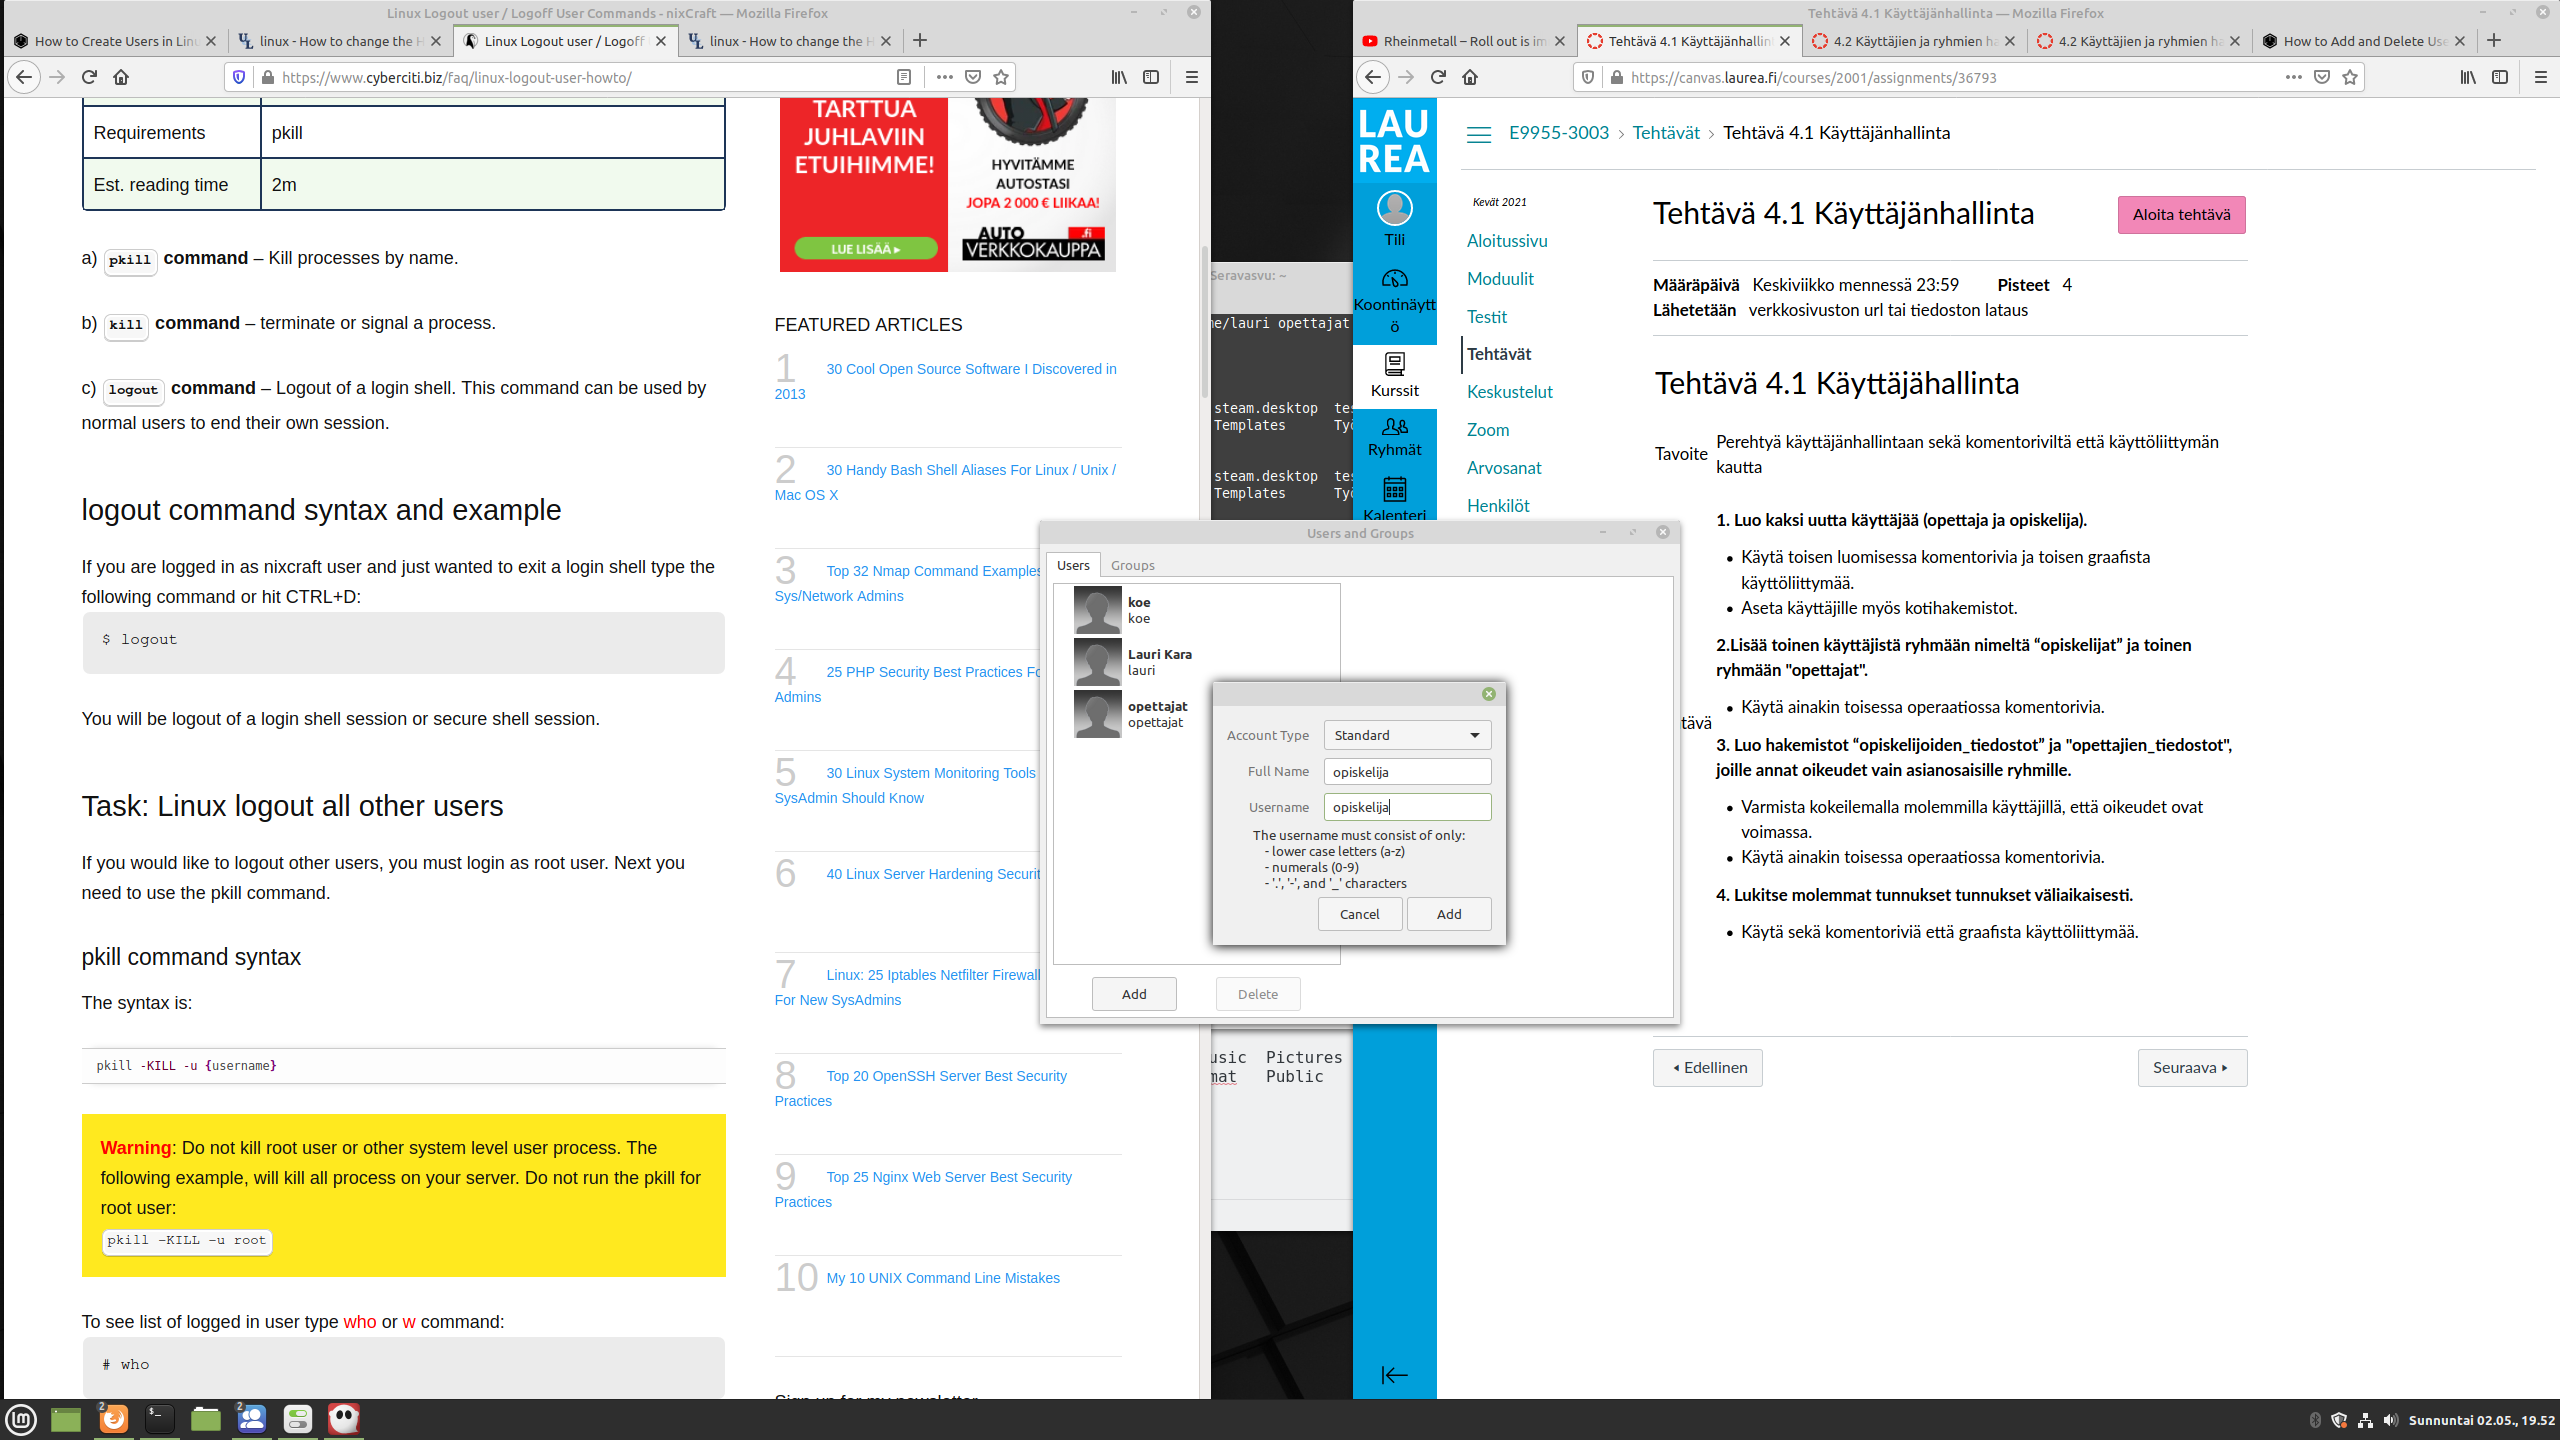 Linux Logout user / Logoff User Commands - nixCraft — Mozilla Firefox
How to Create Users in Lin
linux - How to change the
Linux Logout user / Logoff
linux - How to change the
https://www.cyberciti.biz/faq/linux-logout-user-howto/
Requirements pkill
Est. reading time 2m
a) pkill command – Kill processes by name.
b) kill command – terminate or signal a process.
c) logout command – Logout of a login shell. This command can be used by
normal users to end their own session.
logout command syntax and example
If you are logged in as nixcraft user and just wanted to exit a login shell type the
following command or hit CTRL+D:
$ logout
You will be logout of a login shell session or secure shell session.
Task: Linux logout all other users
If you would like to logout other users, you must login as root user. Next you
need to use the pkill command.
pkill command syntax
The syntax is:
pkill -KILL -u {username}
Warning: Do not kill root user or other system level user process. The
following example, will kill all process on your server. Do not run the pkill for
root user:
pkill -KILL -u root
To see list of logged in user type who or w command:
# who
TARTTUA
JUHLAVIIN
ETUIHIMME!
LUE LISÄÄ ▸
HYVITÄMME
AUTOSTASI
JOPA 2 000 € LIIKAA!
AUTO .fi
VERKKOKAUPPA
FEATURED ARTICLES
1 30 Cool Open Source Software I Discovered in
2013
2 30 Handy Bash Shell Aliases For Linux / Unix /
Mac OS X
3 Top 32 Nmap Command Examples
Sys/Network Admins
4 25 PHP Security Best Practices Fo
Admins
5 30 Linux System Monitoring Tools
SysAdmin Should Know
6 40 Linux Server Hardening Securit
7 Linux: 25 Iptables Netfilter Firewall
For New SysAdmins
8 Top 20 OpenSSH Server Best Security
Practices
9 Top 25 Nginx Web Server Best Security
Practices
10 My 10 UNIX Command Line Mistakes
Seravasvu: ~
me/lauri opettajat
steam.desktop tes
Templates Työ
steam.desktop tes
Templates Työ
usic Pictures
mat Public
Users and Groups
Users Groups
koe
koe
Lauri Kara
lauri
opettajat
opettajat
Add Delete
Account Type Standard
Full Name opiskelija
Username opiskelija
The username must consist of only:
- lower case letters (a-z)
- numerals (0-9)
- '.', '-', and '_' characters
Cancel Add
Tehtävä 4.1 Käyttäjänhallinta — Mozilla Firefox
Rheinmetall – Roll out is im
Tehtävä 4.1 Käyttäjänhallin
4.2 Käyttäjien ja ryhmien ha
4.2 Käyttäjien ja ryhmien ha
How to Add and Delete Use
https://canvas.laurea.fi/courses/2001/assignments/36793
LAU
REA
Tili
Koontinäytt
ö
Kurssit
Ryhmät
Kalenteri
E9955-3003 › Tehtävät › Tehtävä 4.1 Käyttäjänhallinta
Kevät 2021
Aloitussivu
Moduulit
Testit
Tehtävät
Keskustelut
Zoom
Arvosanat
Henkilöt
Tehtävä 4.1 Käyttäjänhallinta
Aloita tehtävä
Määräpäivä Keskiviikko mennessä 23:59 Pisteet 4
Lähetetään verkkosivuston url tai tiedoston lataus
Tehtävä 4.1 Käyttäjähallinta
Tavoite Perehtyä käyttäjänhallintaan sekä komentoriviltä että käyttöliittymän
kautta
tävä
1. Luo kaksi uutta käyttäjää (opettaja ja opiskelija).
• Käytä toisen luomisessa komentorivia ja toisen graafista
käyttöliittymää.
• Aseta käyttäjille myös kotihakemistot.
2.Lisää toinen käyttäjistä ryhmään nimeltä “opiskelijat” ja toinen
ryhmään "opettajat".
• Käytä ainakin toisessa operaatiossa komentorivia.
3. Luo hakemistot “opiskelijoiden_tiedostot” ja "opettajien_tiedostot",
joille annat oikeudet vain asianosaisille ryhmille.
• Varmista kokeilemalla molemmilla käyttäjillä, että oikeudet ovat
voimassa.
• Käytä ainakin toisessa operaatiossa komentorivia.
4. Lukitse molemmat tunnukset tunnukset väliaikaisesti.
• Käytä sekä komentoriviä että graafista käyttöliittymää.
◂ Edellinen
Seuraava ▸
2
2
Sunnuntai 02.05., 19.52